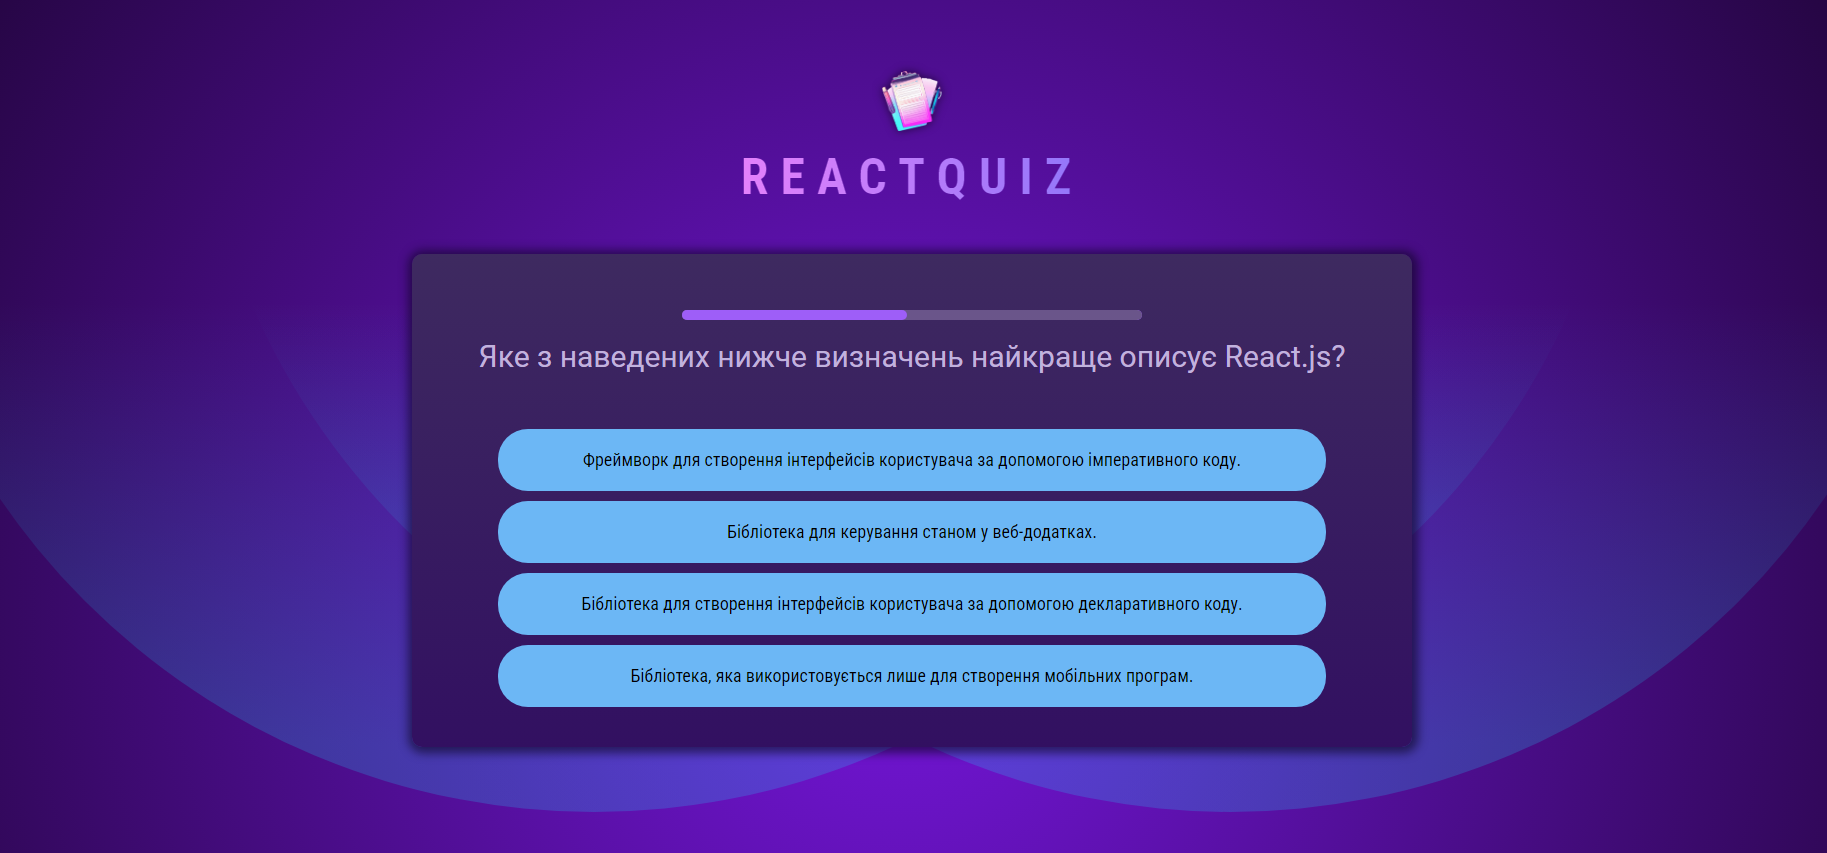 REACTQUIZ
Яке з наведених нижче визначень найкраще описує React.js?
Фреймворк для створення інтерфейсів користувача за допомогою імперативного коду.
Бібліотека для керування станом у веб-додатках.
Бібліотека для створення інтерфейсів користувача за допомогою декларативного коду.
Бібліотека, яка використовується лише для створення мобільних програм.